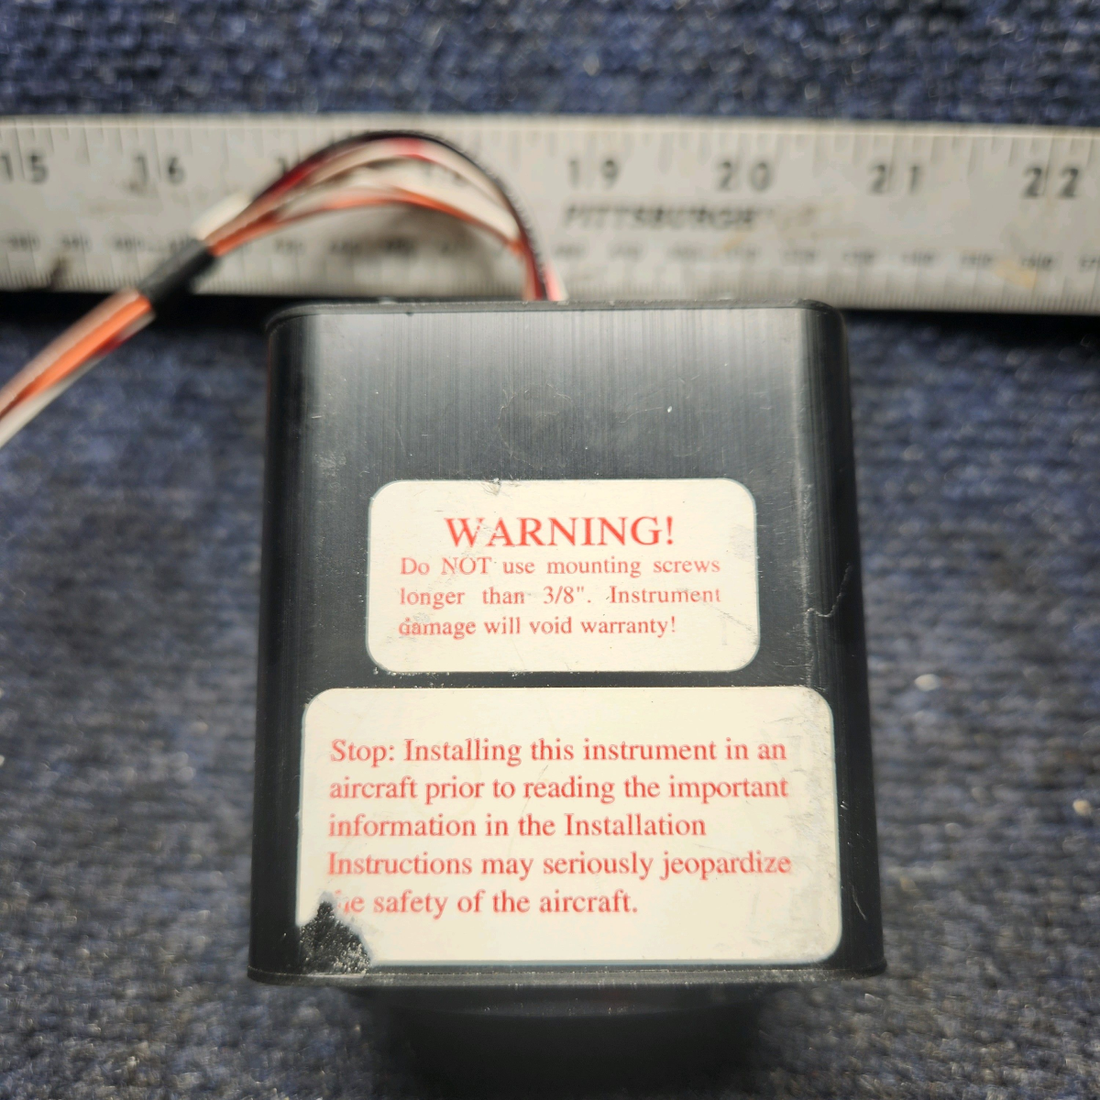 15 16 19 20 21 22
PITTSBURGH
WARNING!
Do NOT use mounting screws
longer than 3/8". Instrument
damage will void warranty!
Stop: Installing this instrument in an
aircraft prior to reading the important
information in the Installation
Instructions may seriously jeopardize
he safety of the aircraft.